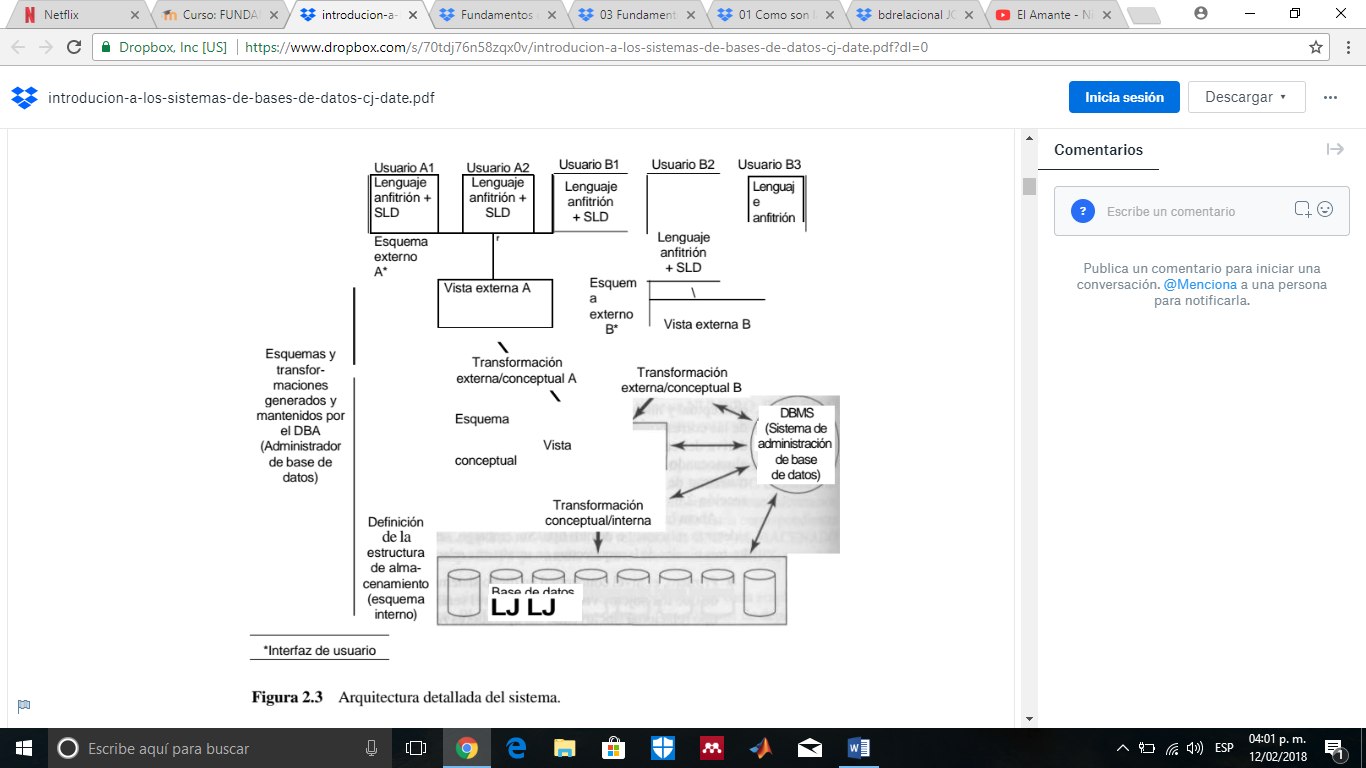 Netflix
Curso: FUNDA
introducion-a-
Fundamentos
03 Fundament
01 Como son
bdrelacional JC
El Amante - Ni
Dropbox, Inc [US]
https://www.dropbox.com/s/70tdj76n58zqx0v/introducion-a-los-sistemas-de-bases-de-datos-cj-date.pdf?dl=0
introducion-a-los-sistemas-de-bases-de-datos-cj-date.pdf
Inicia sesión
Descargar
Usuario A1
Usuario A2
Usuario B1
Usuario B2
Usuario B3
Lenguaje
anfitrión +
SLD
Lenguaje
anfitrión +
SLD
Lenguaje
anfitrión
+ SLD
Lenguaj
e
anfitrión
Lenguaje
anfitrión
+ SLD
Esquema
externo
A*
r
Vista externa A
Esquem
a
externo
B*
\
Vista externa B
Esquemas y
transfor-
maciones
generados y
mantenidos por
el DBA
(Administrador
de base de
datos)
Transformación
externa/conceptual A
Transformación
externa/conceptual B
Esquema
Vista
conceptual
DBMS
(Sistema de
administración
de base
de datos)
Transformación
conceptual/interna
Definición
de la
estructura
de alma-
cenamiento
(esquema
interno)
Base de datos
LJ LJ
*Interfaz de usuario
Figura 2.3 Arquitectura detallada del sistema.
Comentarios
?
Escribe un comentario
Publica un comentario para iniciar una
conversación. @Menciona a una persona
para notificarla.
Escribe aquí para buscar
ESP
04:01 p. m.
12/02/2018
1